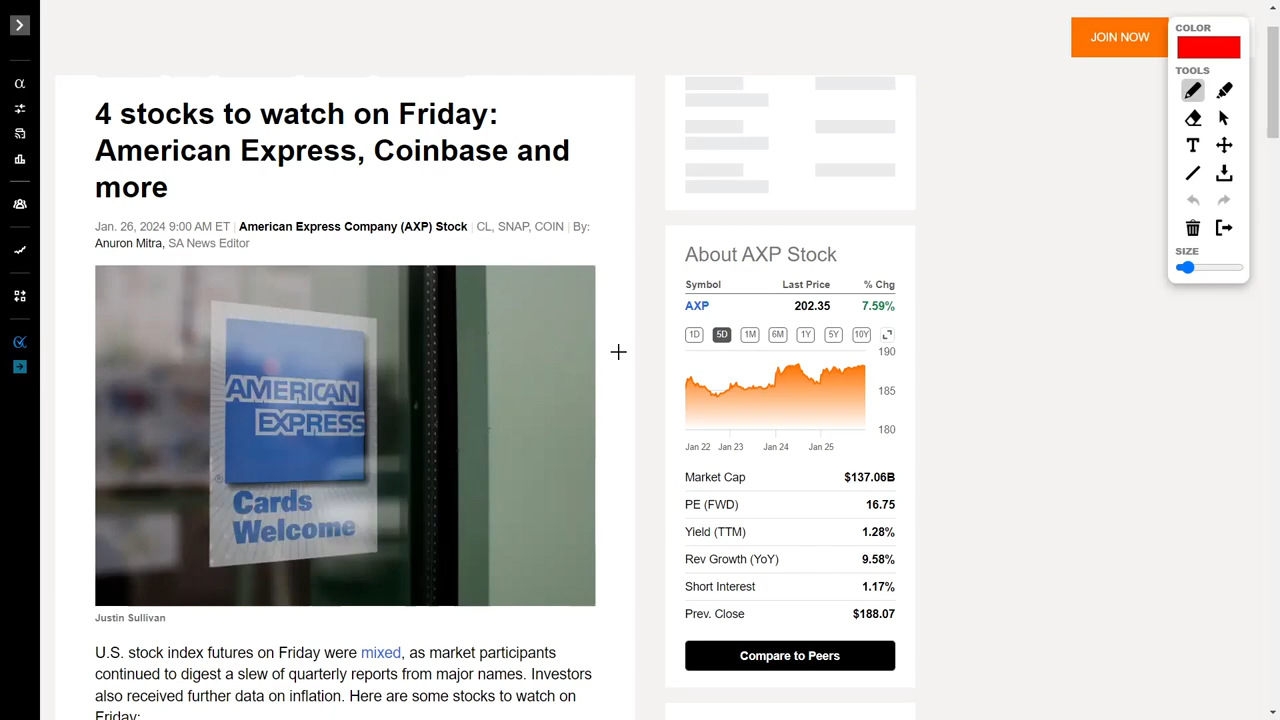 JOIN NOW
COLOR
TOOLS
SIZE
4 stocks to watch on Friday:
American Express, Coinbase and
more
Jan. 26, 2024 9:00 AM ET | American Express Company (AXP) Stock | CL, SNAP, COIN | By:
Anuron Mitra, SA News Editor
AMERICAN
EXPRESS
®
Cards
Welcome
Justin Sullivan
U.S. stock index futures on Friday were mixed, as market participants
continued to digest a slew of quarterly reports from major names. Investors
also received further data on inflation. Here are some stocks to watch on
Friday:
About AXP Stock
Symbol Last Price % Chg
AXP 202.35 7.59%
1D 5D 1M 6M 1Y 5Y 10Y
190
185
180
Jan 22 Jan 23 Jan 24 Jan 25
Market Cap $137.06B
PE (FWD) 16.75
Yield (TTM) 1.28%
Rev Growth (YoY) 9.58%
Short Interest 1.17%
Prev. Close $188.07
Compare to Peers